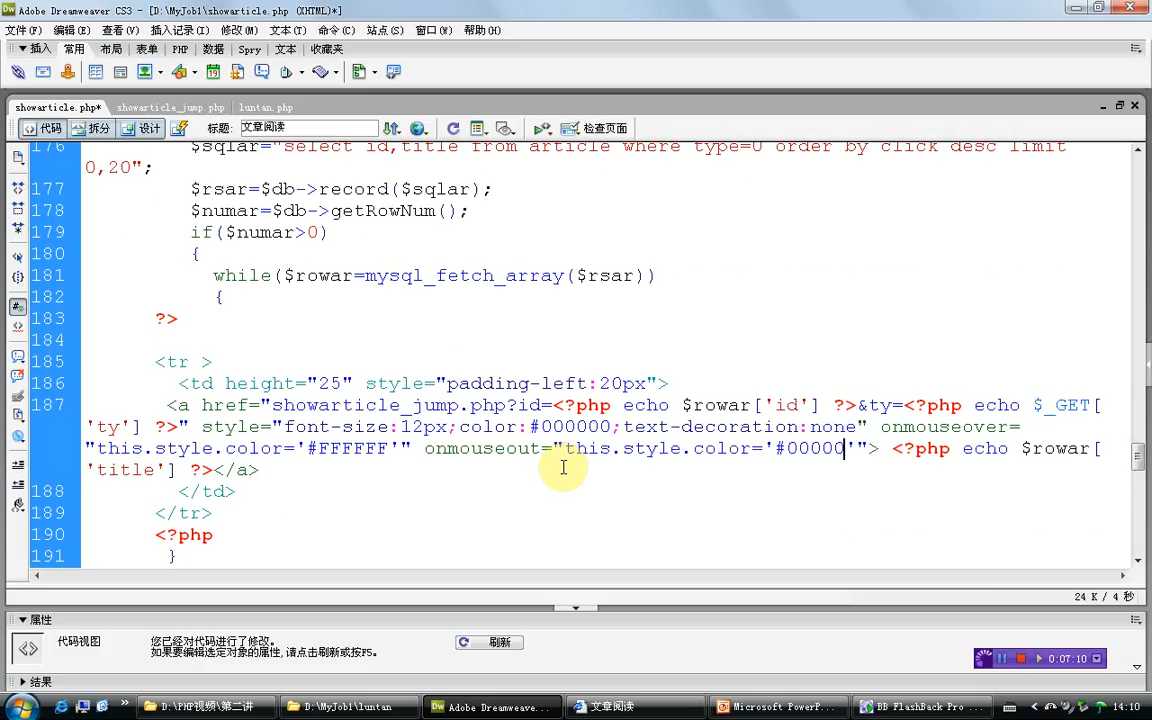 Adobe Dreamweaver CS3 - [D:\MyJob1\showarticle.php (XHTML)*]
文件(F) 编辑(E) 查看(V) 插入记录(I) 修改(M) 文本(T) 命令(C) 站点(S) 窗口(W) 帮助(H)
插入 常用 布局 表单 PHP 数据 Spry 文本 收藏夹
showarticle.php* showarticle_jump.php luntan.php
代码 拆分 设计 标题: 文章阅读 检查页面
176 $sqlar="select id,title from article where type=0 order by click desc limit
0,20";
177 $rsar=$db->record($sqlar);
178 $numar=$db->getRowNum();
179 if($numar>0)
180 {
181 while($rowar=mysql_fetch_array($rsar))
182 {
183 ?>
184
185 <tr >
186 <td height="25" style="padding-left:20px">
187 <a href="showarticle_jump.php?id=<?php echo $rowar['id'] ?>&ty=<?php echo $_GET[
'ty'] ?>" style="font-size:12px;color:#000000;text-decoration:none" onmouseover=
"this.style.color='#FFFFFF'" onmouseout="this.style.color='#00000'"> <?php echo $rowar[
'title'] ?></a>
188 </td>
189 </tr>
190 <?php
191 }
24 K / 4 秒
属性
代码视图 您已经对代码进行了修改。 刷新
如果要编辑选定对象的属性,请点击刷新或按F5。
0:07:10
结果
D:\PHP视频\第二讲 D:\MyJob1\luntan Adobe Dreamweave... 文章阅读 Microsoft PowerP... BB FlashBack Pro ... 14:10